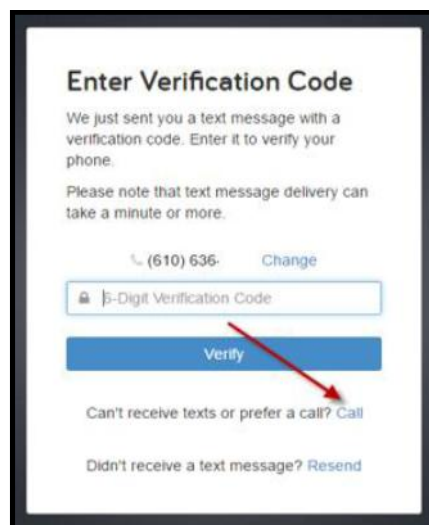 Enter Verification Code
We just sent you a text message with a
verification code. Enter it to verify your
phone.
Please note that text message delivery can
take a minute or more.
(610) 636- Change
6-Digit Verification Code
Verify
Can't receive texts or prefer a call? Call
Didn't receive a text message? Resend